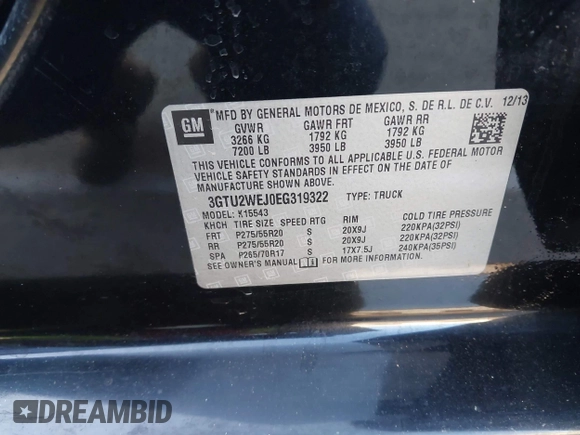 GM
MFD BY GENERAL MOTORS DE MEXICO, S. DE R.L. DE C.V. 12/13
GVWR GAWR FRT GAWR RR
3266 KG 1792 KG 1792 KG
7200 LB 3950 LB 3950 LB
THIS VEHICLE CONFORMS TO ALL APPLICABLE U.S. FEDERAL MOTOR
VEHICLE SAFETY STANDARDS IN EFFECT ON THE DATE OF
MANUFACTURE SHOWN ABOVE.
3GTU2WEJ0EG319322 TYPE: TRUCK
MODEL: K15543
KHCH TIRE SIZE SPEED RTG RIM COLD TIRE PRESSURE
FRT P275/55R20 S 20X9J 220KPA(32PSI)
RR P275/55R20 S 20X9J 220KPA(32PSI)
SPA P265/70R17 S 17X7.5J 240KPA(35PSI)
SEE OWNER'S MANUAL FOR MORE INFORMATION.
DREAMBID